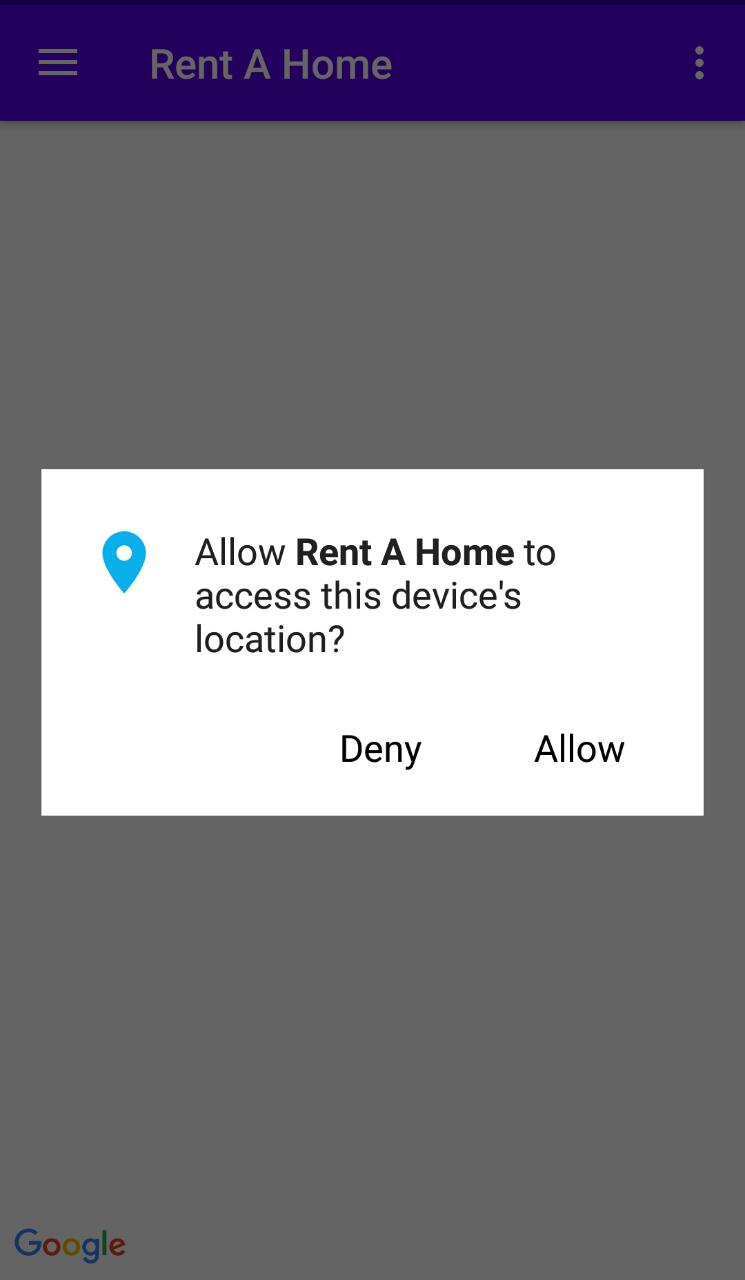 Rent A Home
Allow Rent A Home to
access this device's
location?
Deny Allow
Google